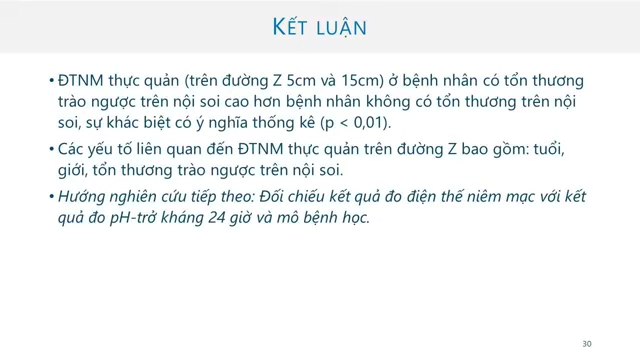 KẾT LUẬN
• ĐTNM thực quản (trên đường Z 5cm và 15cm) ở bệnh nhân có tổn thương
trào ngược trên nội soi cao hơn bệnh nhân không có tổn thương trên nội
soi, sự khác biệt có ý nghĩa thống kê (p < 0,01).
• Các yếu tố liên quan đến ĐTNM thực quản trên đường Z bao gồm: tuổi,
giới, tổn thương trào ngược trên nội soi.
• Hướng nghiên cứu tiếp theo: Đối chiếu kết quả đo điện thế niêm mạc với kết
quả đo pH-trở kháng 24 giờ và mô bệnh học.
30